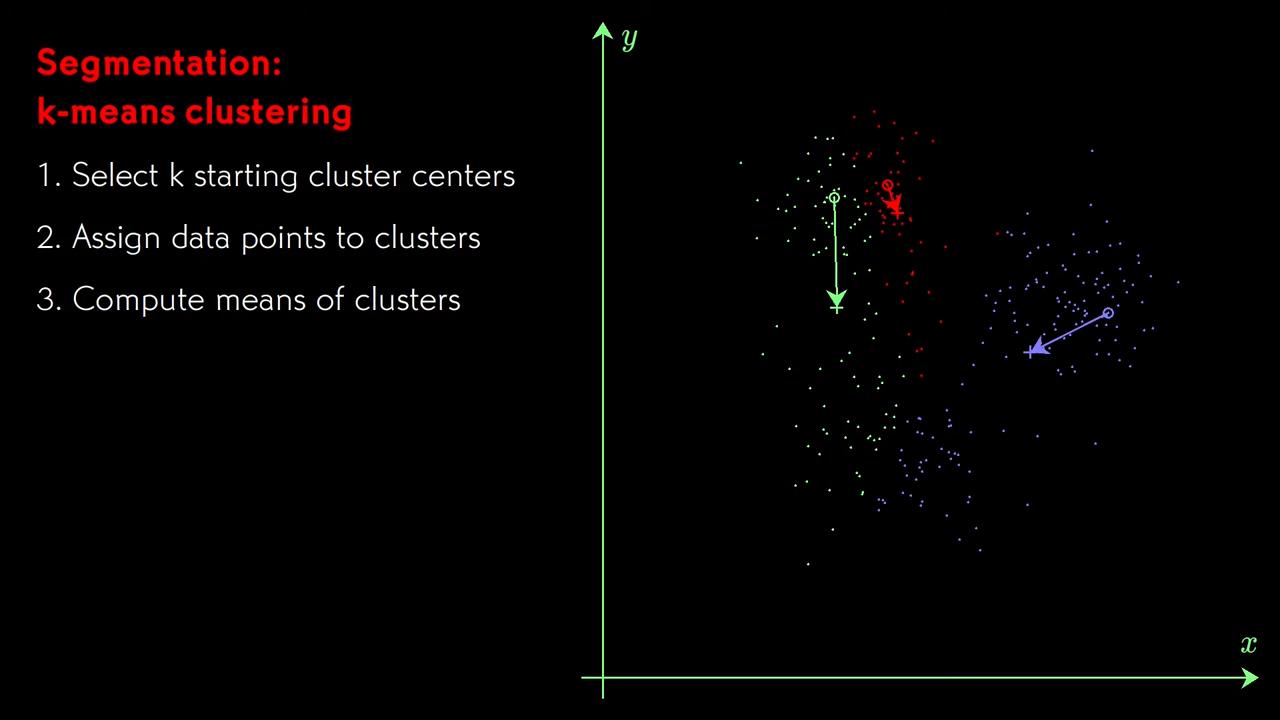 Segmentation:
k-means clustering
1. Select k starting cluster centers
2. Assign data points to clusters
3. Compute means of clusters
y
x